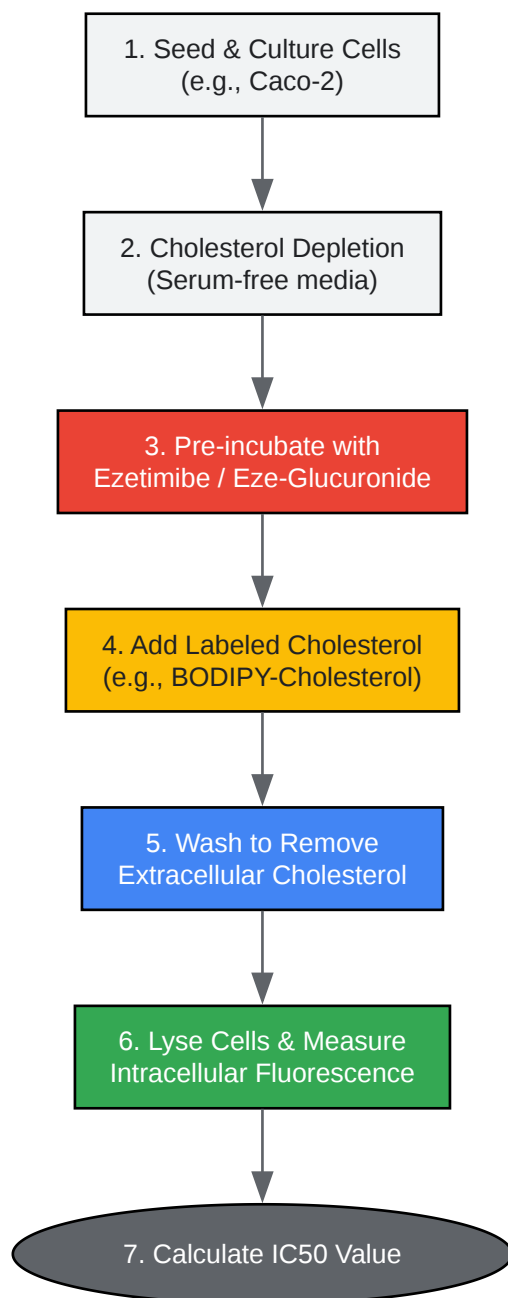 1. Seed & Culture Cells
(e.g., Caco-2)
2. Cholesterol Depletion
(Serum-free media)
3. Pre-incubate with
Ezetimibe / Eze-Glucuronide
4. Add Labeled Cholesterol
(e.g., BODIPY-Cholesterol)
5. Wash to Remove
Extracellular Cholesterol
6. Lyse Cells & Measure
Intracellular Fluorescence
7. Calculate IC50 Value